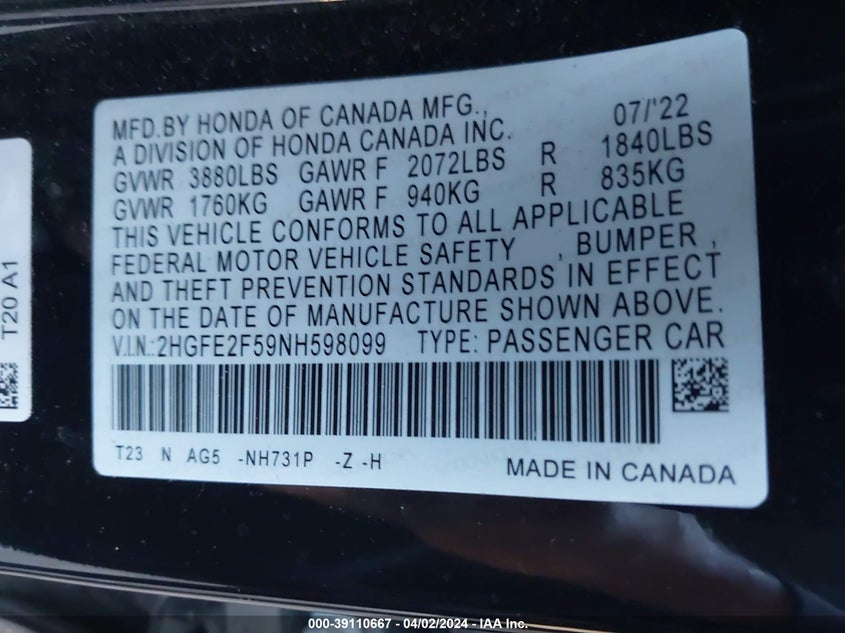 MFD.BY HONDA OF CANADA MFG., 07/'22
A DIVISION OF HONDA CANADA INC.
GVWR 3880LBS GAWR F 2072LBS R 1840LBS
GVWR 1760KG GAWR F 940KG R 835KG
THIS VEHICLE CONFORMS TO ALL APPLICABLE
FEDERAL MOTOR VEHICLE SAFETY , BUMPER ,
AND THEFT PREVENTION STANDARDS IN EFFECT
ON THE DATE OF MANUFACTURE SHOWN ABOVE.
V.I.N.:2HGFE2F59NH598099 TYPE: PASSENGER CAR
T23 N AG5 -NH731P -Z -H MADE IN CANADA
T20 A1
000-39110667 - 04/02/2024 - IAA Inc.